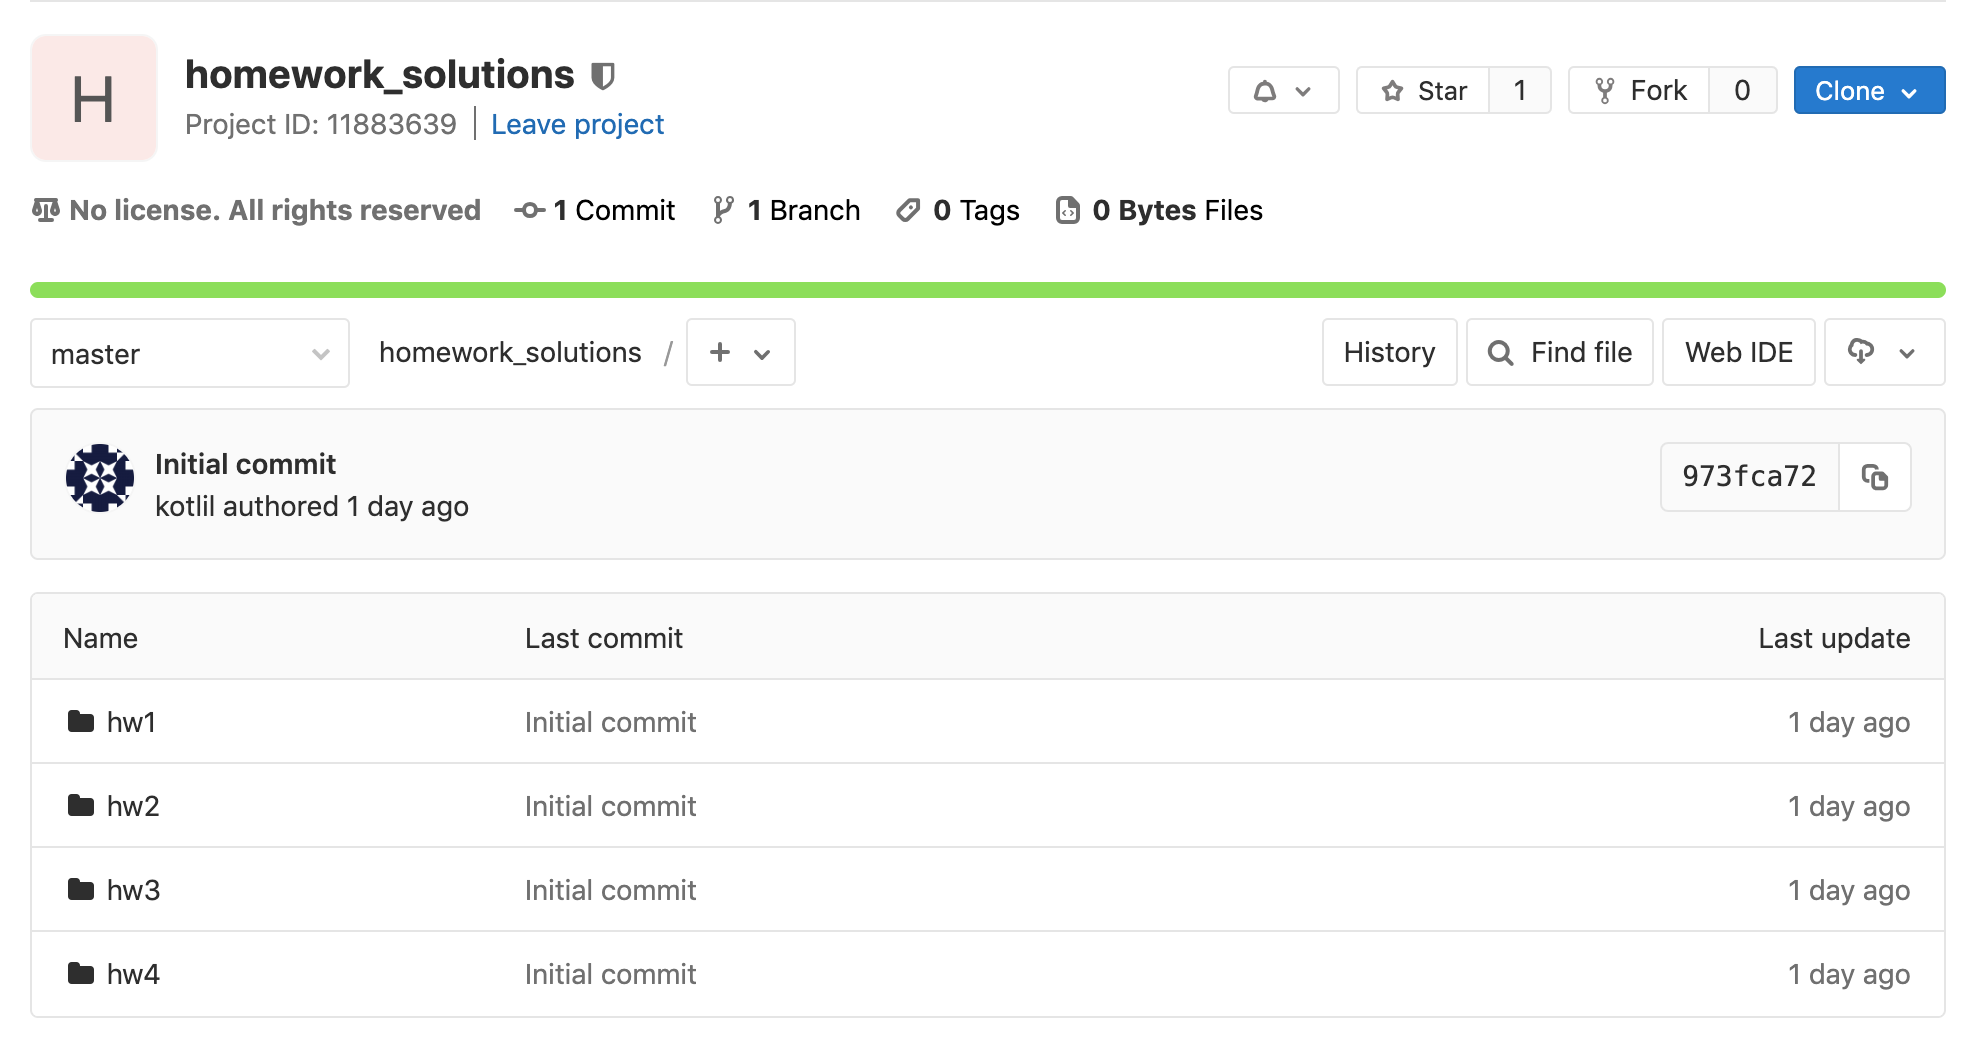 H
homework_solutions
Project ID: 11883639 Leave project
Star 1 Fork 0 Clone
No license. All rights reserved 1 Commit 1 Branch 0 Tags 0 Bytes Files
master homework_solutions / + History Find file Web IDE
Initial commit
kotlil authored 1 day ago
973fca72
Name Last commit Last update
hw1 Initial commit 1 day ago
hw2 Initial commit 1 day ago
hw3 Initial commit 1 day ago
hw4 Initial commit 1 day ago